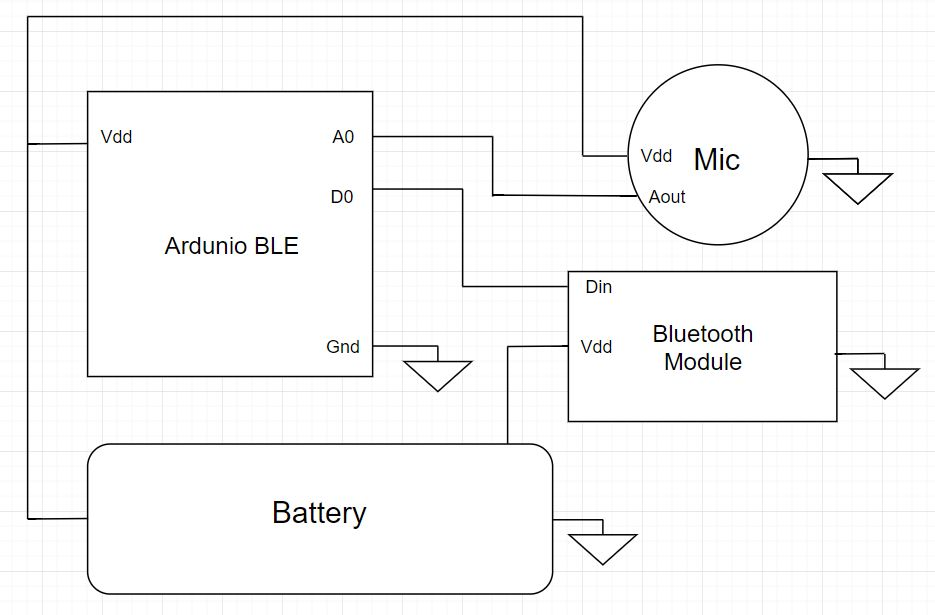 Vdd
A0
Vdd
Mic
D0
Aout
Ardunio BLE
Din
Gnd
Vdd
Bluetooth
Module
Battery